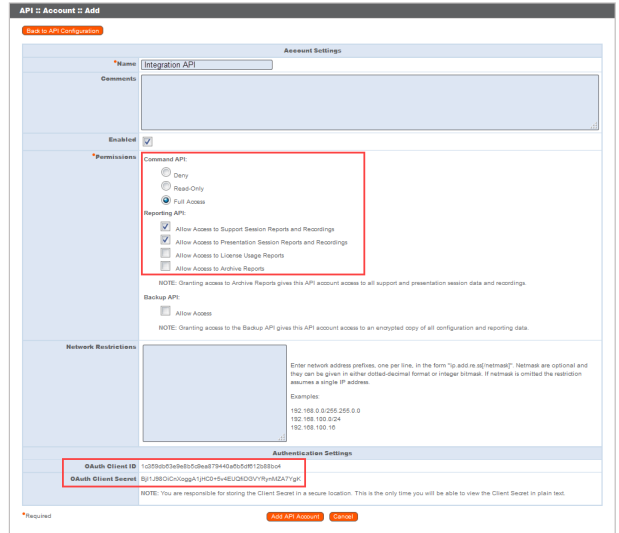 API :: Account :: Add
Back to API Configuration
Account Settings
*Name Integration API
Comments
Enabled
*Permissions Command API:
Deny
Read-Only
Full Access
Reporting API:
Allow Access to Support Session Reports and Recordings
Allow Access to Presentation Session Reports and Recordings
Allow Access to License Usage Reports
Allow Access to Archive Reports
NOTE: Granting access to Archive Reports gives this API account access to all support and presentation session data and recordings.
Backup API:
Allow Access
NOTE: Granting access to the Backup API gives this API account access to an encrypted copy of all configuration and reporting data.
Network Restrictions
Enter network address prefixes, one per line, in the form "ip.add.re.ss[/netmask]". Netmask are optional and
they can be given in either dotted-decimal format or integer bitmask. If netmask is omitted the restriction
assumes a single IP address.
Examples:
192.168.0.0/255.255.0.0
192.168.100.0/24
192.168.100.16
Authentication Settings
OAuth Client ID
OAuth Client Secret
NOTE: You are responsible for storing the Client Secret in a secure location. This is the only time you will be able to view the Client Secret in plain text.
*Required
Add API Account Cancel